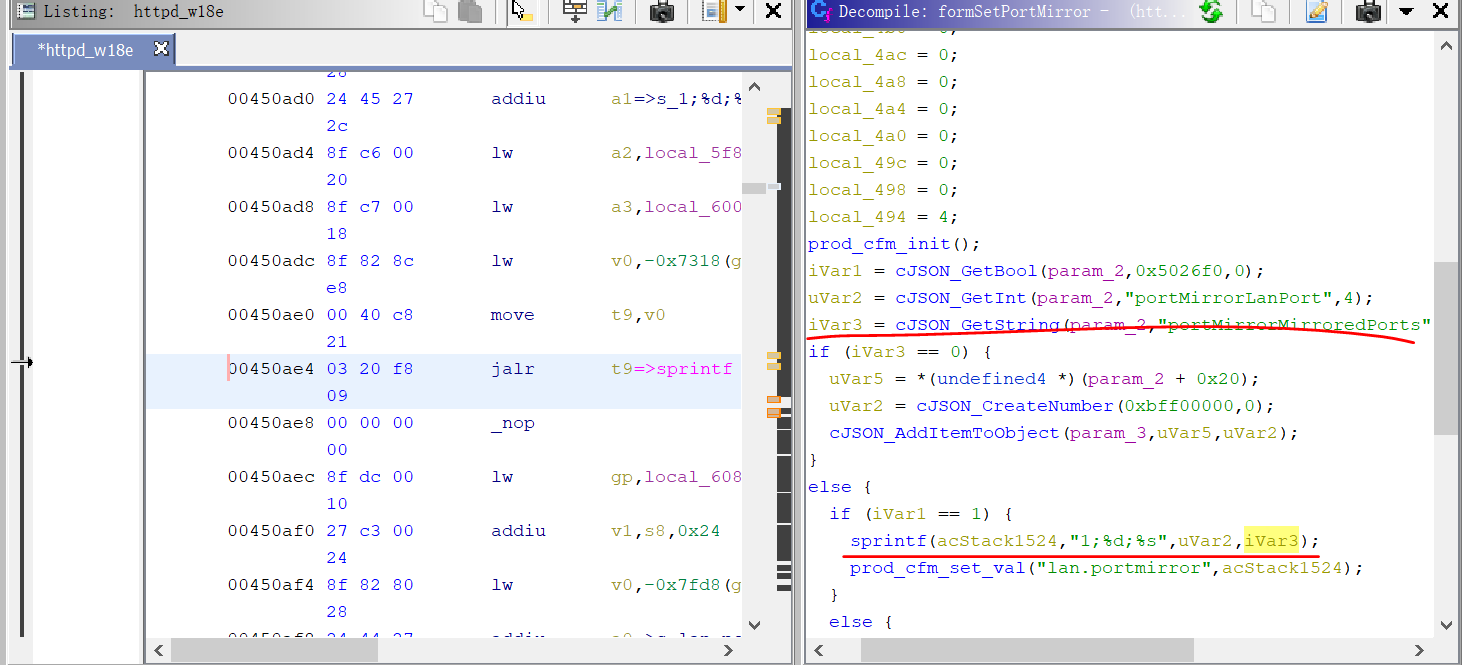 Listing: httpd_w18e
*httpd_w18e
28
00450ad0 24 45 27 addiu a1=>s_1;%d;%
2c
00450ad4 8f c6 00 lw a2,local_5f8
20
00450ad8 8f c7 00 lw a3,local_600
18
00450adc 8f 82 8c lw v0,-0x7318(g
e8
00450ae0 00 40 c8 move t9,v0
21
00450ae4 03 20 f8 jalr t9=>sprintf
09
00450ae8 00 00 00 _nop
00
00450aec 8f dc 00 lw gp,local_608
10
00450af0 27 c3 00 addiu v1,s8,0x24
24
00450af4 8f 82 80 lw v0,-0x7fd8(g
28
Decompile: formSetPortMirror - (htt...
local_4ac = 0;
local_4a8 = 0;
local_4a4 = 0;
local_4a0 = 0;
local_49c = 0;
local_498 = 0;
local_494 = 4;
prod_cfm_init();
iVar1 = cJSON_GetBool(param_2,0x5026f0,0);
uVar2 = cJSON_GetInt(param_2,"portMirrorLanPort",4);
iVar3 = cJSON_GetString(param_2,"portMirrorMirroredPorts"
if (iVar3 == 0) {
uVar5 = *(undefined4 *)(param_2 + 0x20);
uVar2 = cJSON_CreateNumber(0xbff00000,0);
cJSON_AddItemToObject(param_3,uVar5,uVar2);
}
else {
if (iVar1 == 1) {
sprintf(acStack1524,"1;%d;%s",uVar2,iVar3);
prod_cfm_set_val("lan.portmirror",acStack1524);
}
else {